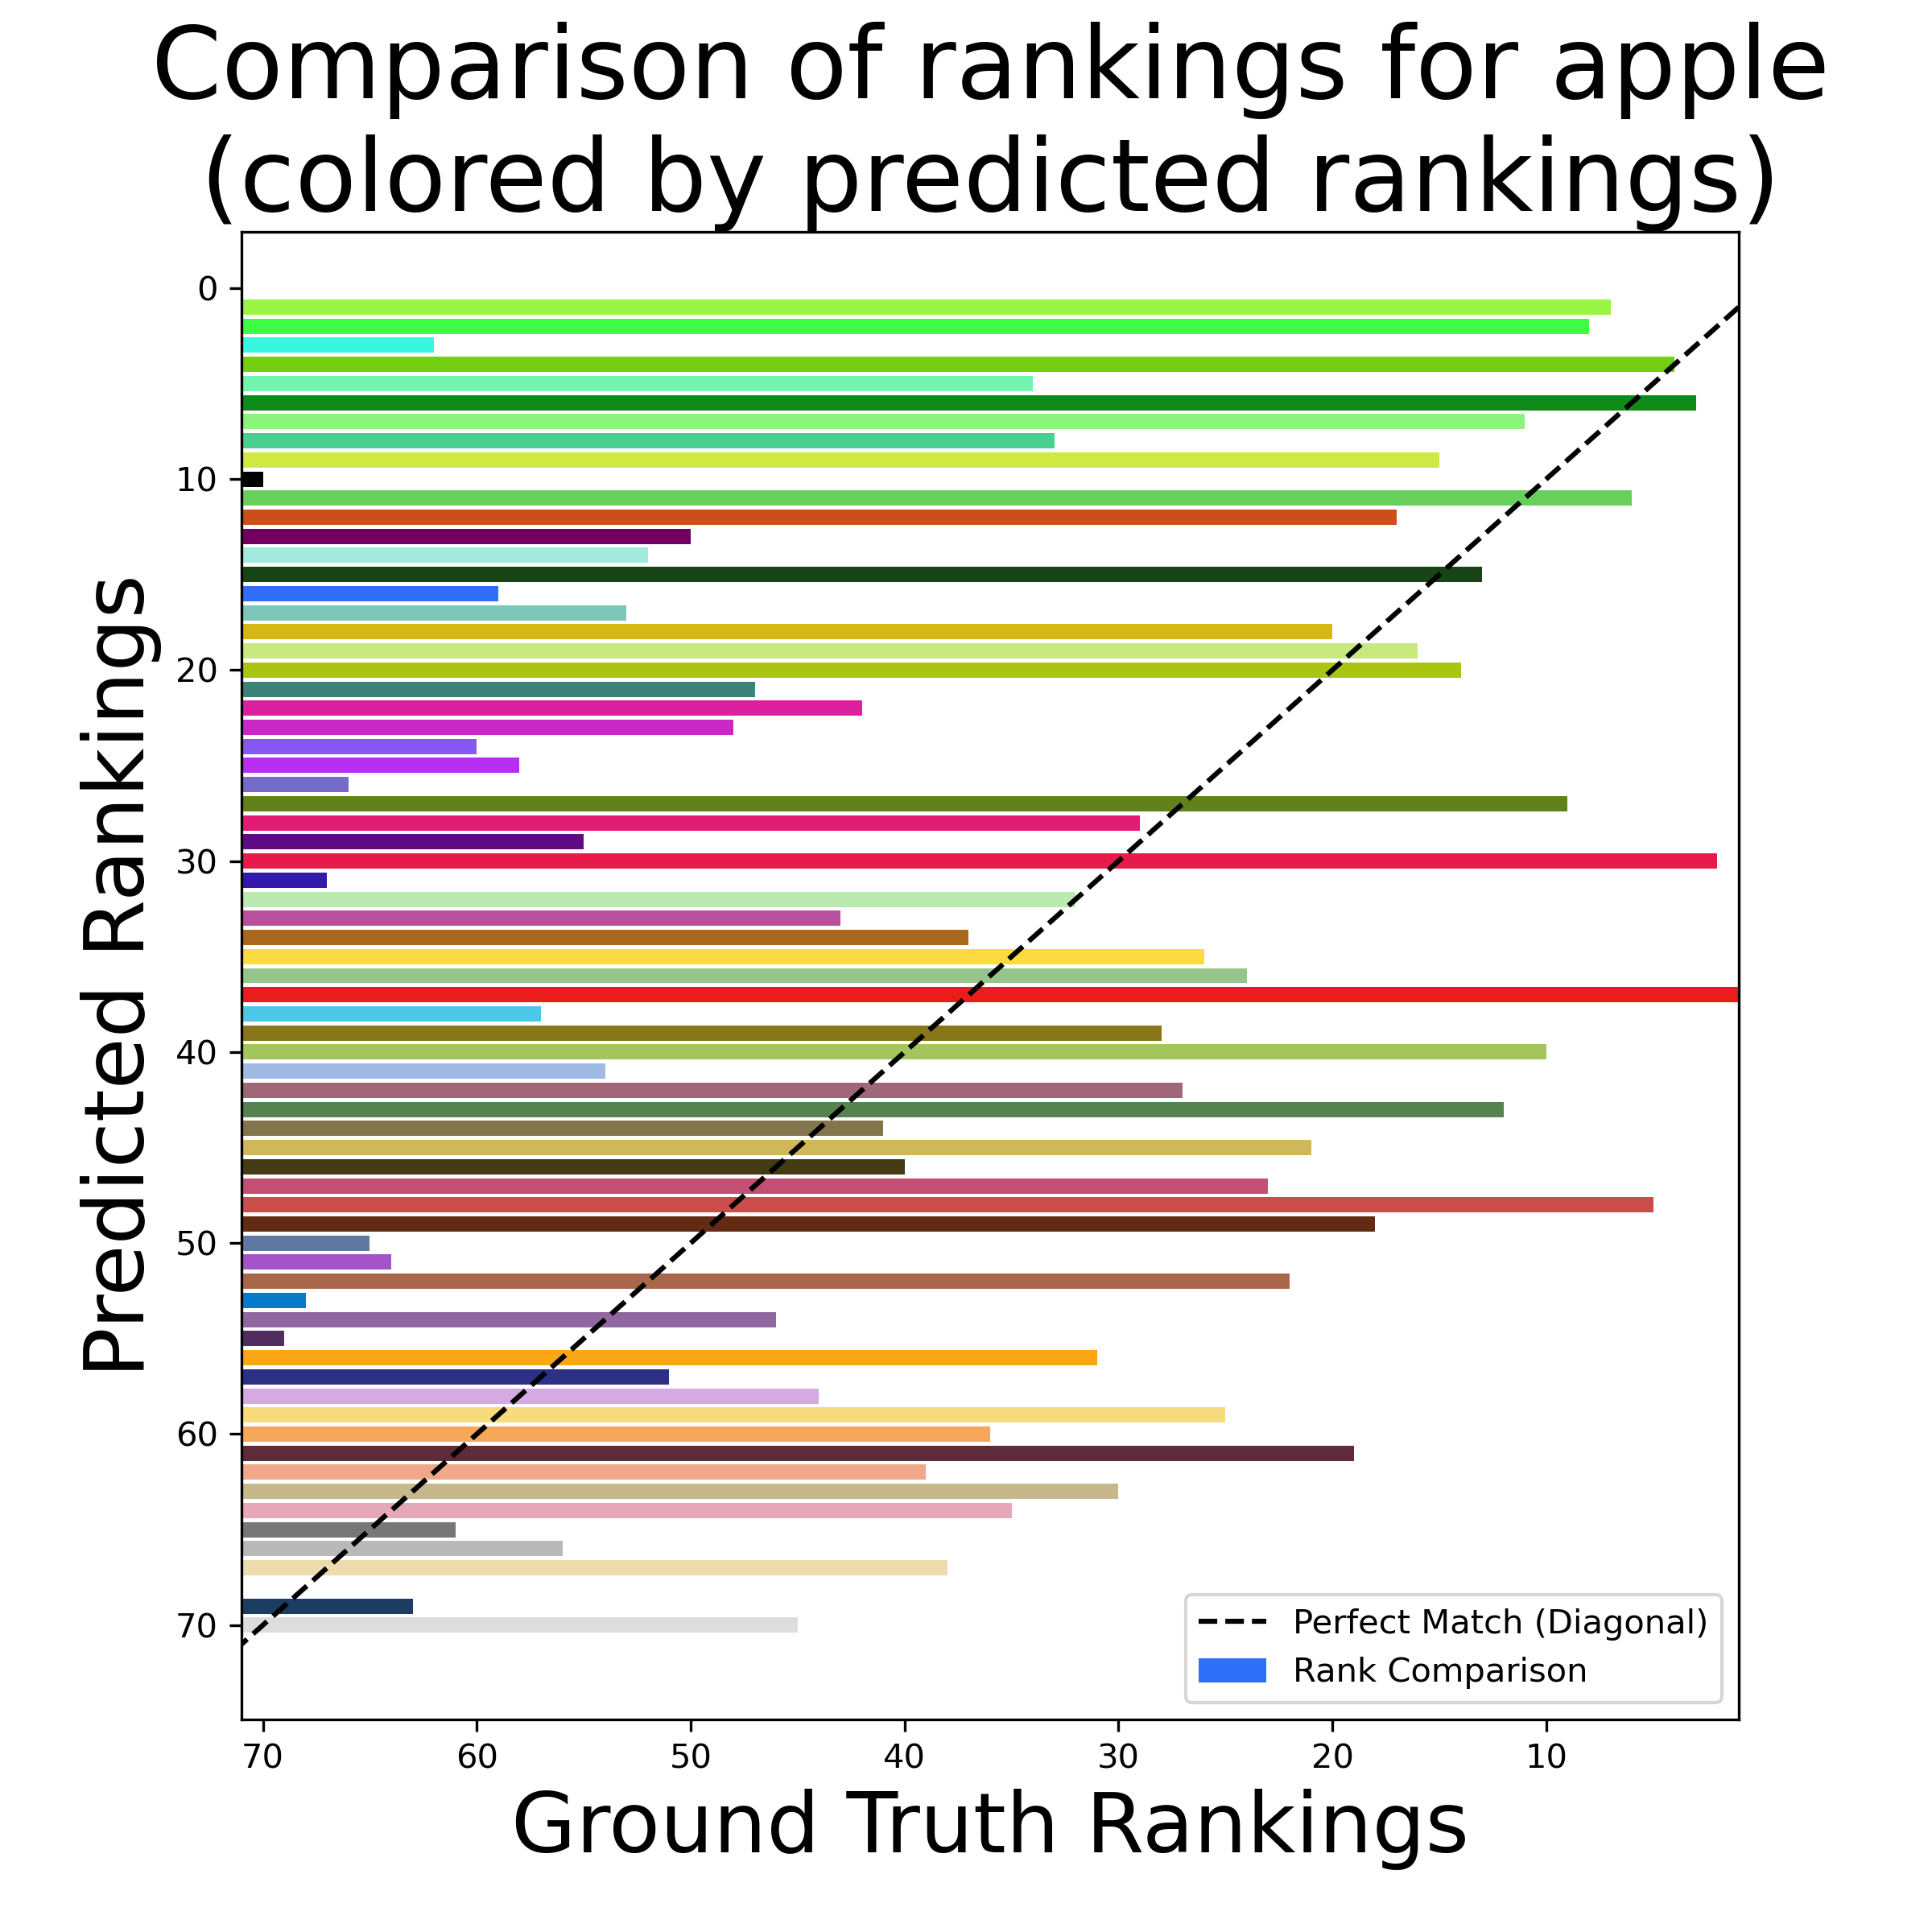 Comparison of rankings for apple
(colored by predicted rankings)
Predicted Rankings
0
10
20
30
40
50
60
70
Perfect Match (Diagonal)
Rank Comparison
70 60 50 40 30 20 10
Ground Truth Rankings